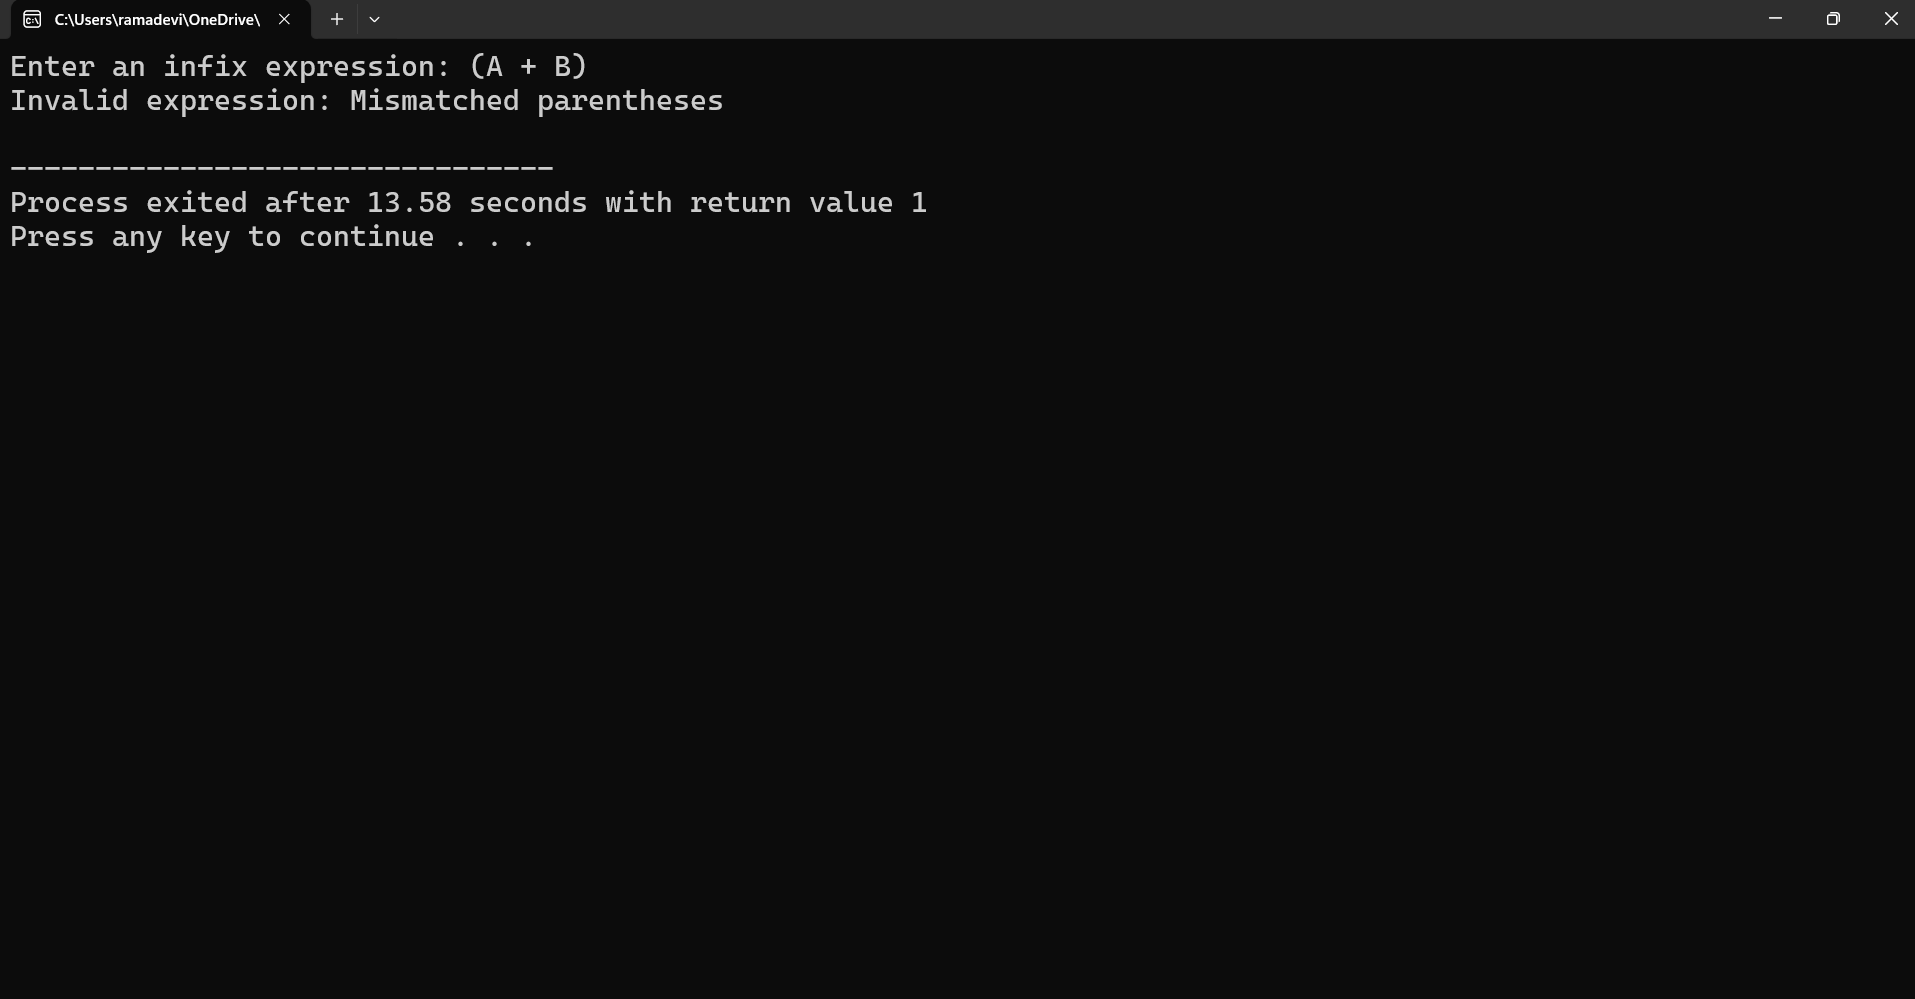 C:\Users\ramadevi\OneDrive\
Enter an infix expression: (A + B)
Invalid expression: Mismatched parentheses
--------------------------------
Process exited after 13.58 seconds with return value 1
Press any key to continue . . .